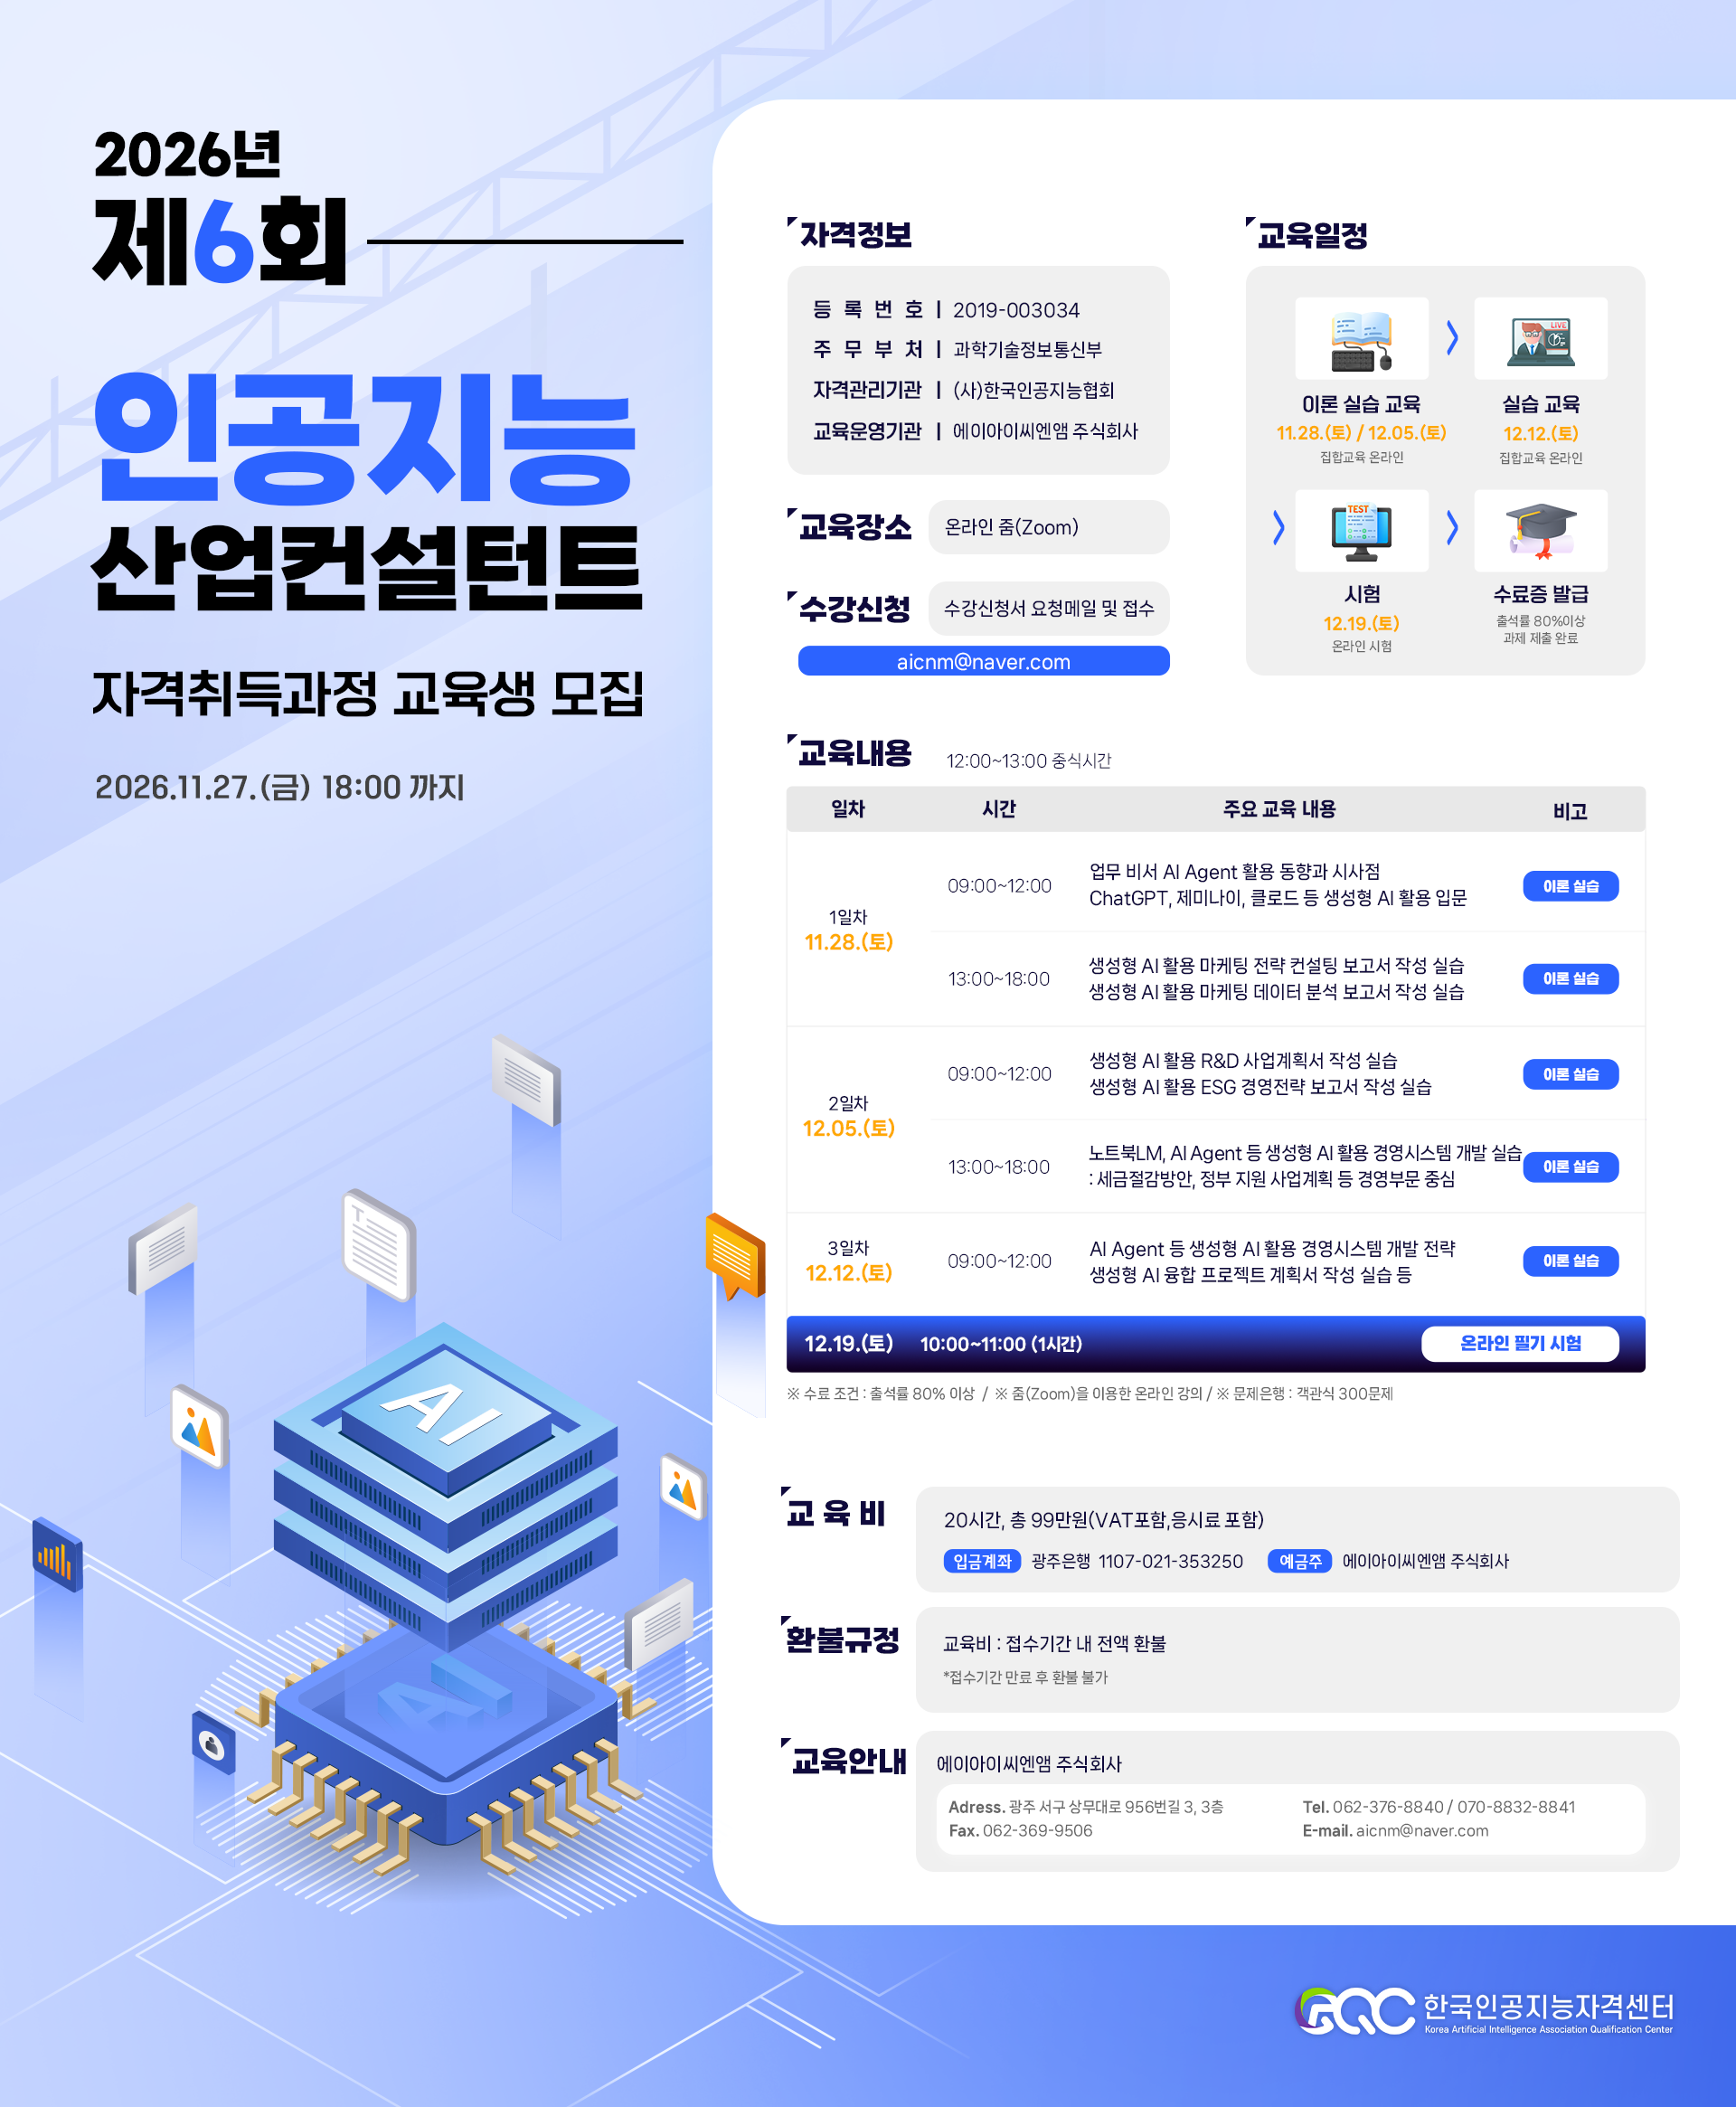 2026년
제6회
인공지능
산업컨설턴트
자격취득과정 교육생 모집
2026.11.27.(금) 18:00 까지
자격정보
등 록 번 호 | 2019-003034
주 무 부 처 | 과학기술정보통신부
자격관리기관 | (사)한국인공지능협회
교육운영기관 | 에이아이씨엔앰 주식회사
교육장소 온라인 줌(Zoom)
수강신청 수강신청서 요청메일 및 접수
aicnm@naver.com
교육일정
LIVE
이론 실습 교육
11.28.(토) / 12.05.(토)
집합교육 온라인
실습 교육
12.12.(토)
집합교육 온라인
TEST
시험
12.19.(토)
온라인 시험
수료증 발급
출석률 80%이상
과제 제출 완료
교육내용 12:00~13:00 중식시간
일차 시간 주요 교육 내용 비고
1일차
11.28.(토)
09:00~12:00
업무 비서 AI Agent 활용 동향과 시사점
ChatGPT, 제미나이, 클로드 등 생성형 AI 활용 입문
이론 실습
13:00~18:00
생성형 AI 활용 마케팅 전략 컨설팅 보고서 작성 실습
생성형 AI 활용 마케팅 데이터 분석 보고서 작성 실습
이론 실습
2일차
12.05.(토)
09:00~12:00
생성형 AI 활용 R&D 사업계획서 작성 실습
생성형 AI 활용 ESG 경영전략 보고서 작성 실습
이론 실습
13:00~18:00
노트북LM, AI Agent 등 생성형 AI 활용 경영시스템 개발 실습
: 세금절감방안, 정부 지원 사업계획 등 경영부문 중심
이론 실습
3일차
12.12.(토)
09:00~12:00
AI Agent 등 생성형 AI 활용 경영시스템 개발 전략
생성형 AI 융합 프로젝트 계획서 작성 실습 등
이론 실습
12.19.(토) 10:00~11:00 (1시간) 온라인 필기 시험
※ 수료 조건 : 출석률 80% 이상 / ※ 줌(Zoom)을 이용한 온라인 강의 / ※ 문제은행 : 객관식 300문제
교 육 비
20시간, 총 99만원(VAT포함,응시료 포함)
입금계좌 광주은행 1107-021-353250 예금주 에이아이씨엔앰 주식회사
환불규정
교육비 : 접수기간 내 전액 환불
*접수기간 만료 후 환불 불가
교육안내
에이아이씨엔앰 주식회사
Adress. 광주 서구 상무대로 956번길 3, 3층
Tel. 062-376-8840 / 070-8832-8841
Fax. 062-369-9506
E-mail. aicnm@naver.com
AI
T
AI
AQC 한국인공지능자격센터
Korea Artificial Intelligence Association Qualification Center